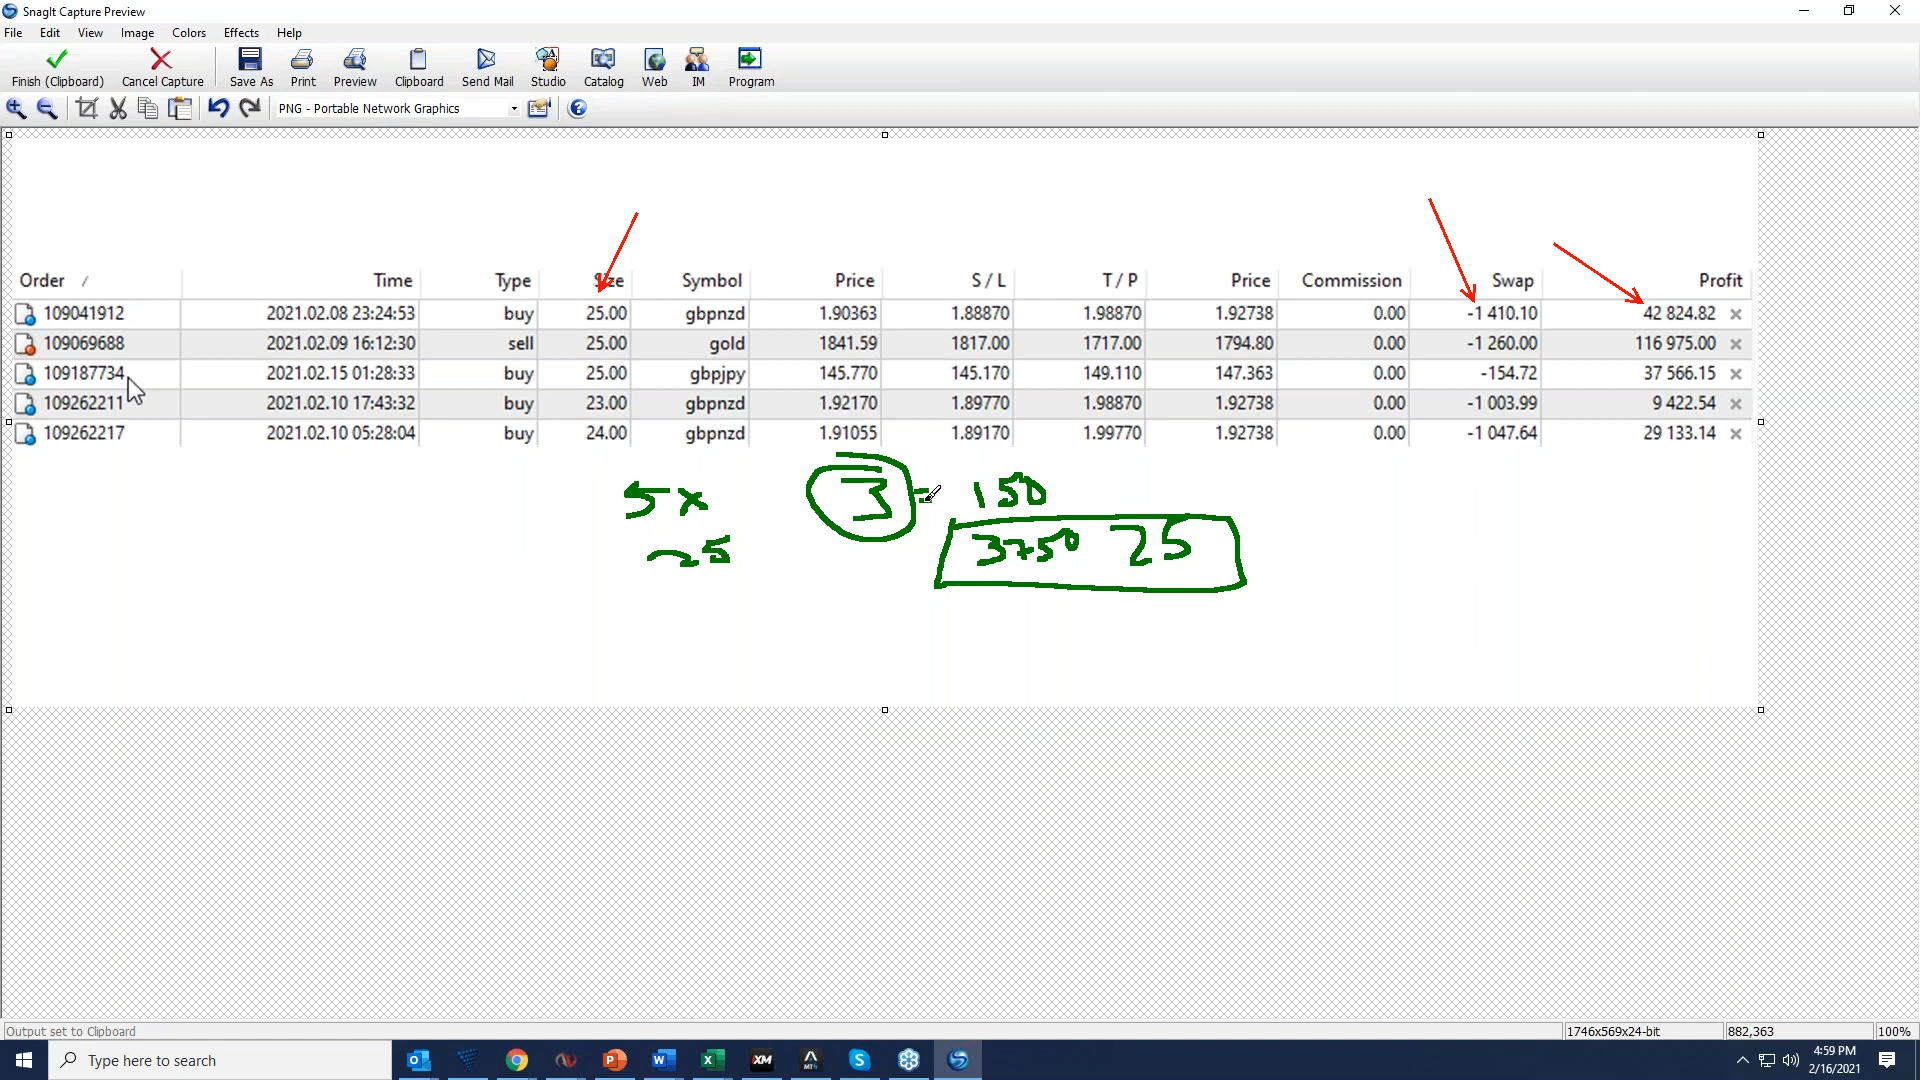 SnagIt Capture Preview
File Edit View Image Colors Effects Help
Finish (Clipboard) Cancel Capture Save As Print Preview Clipboard Send Mail Studio Catalog Web IM Program
PNG - Portable Network Graphics
Order / Time Type Size Symbol Price S / L T / P Price Commission Swap Profit
109041912 2021.02.08 23:24:53 buy 25.00 gbpnzd 1.90363 1.88870 1.98870 1.92738 0.00 -1 410.10 42 824.82
109069688 2021.02.09 16:12:30 sell 25.00 gold 1841.59 1817.00 1717.00 1794.80 0.00 -1 260.00 116 975.00
109187734 2021.02.15 01:28:33 buy 25.00 gbpjpy 145.770 145.170 149.110 147.363 0.00 -154.72 37 566.15
109262211 2021.02.10 17:43:32 buy 23.00 gbpnzd 1.92170 1.89770 1.98870 1.92738 0.00 -1 003.99 9 422.54
109262217 2021.02.10 05:28:04 buy 24.00 gbpnzd 1.91055 1.89170 1.99770 1.92738 0.00 -1 047.64 29 133.14
5x 3 = 150
25 3750 25
Output set to Clipboard 1746x569x24-bit 882,363 100%
Type here to search XM MT4 4:59 PM
2/16/2021